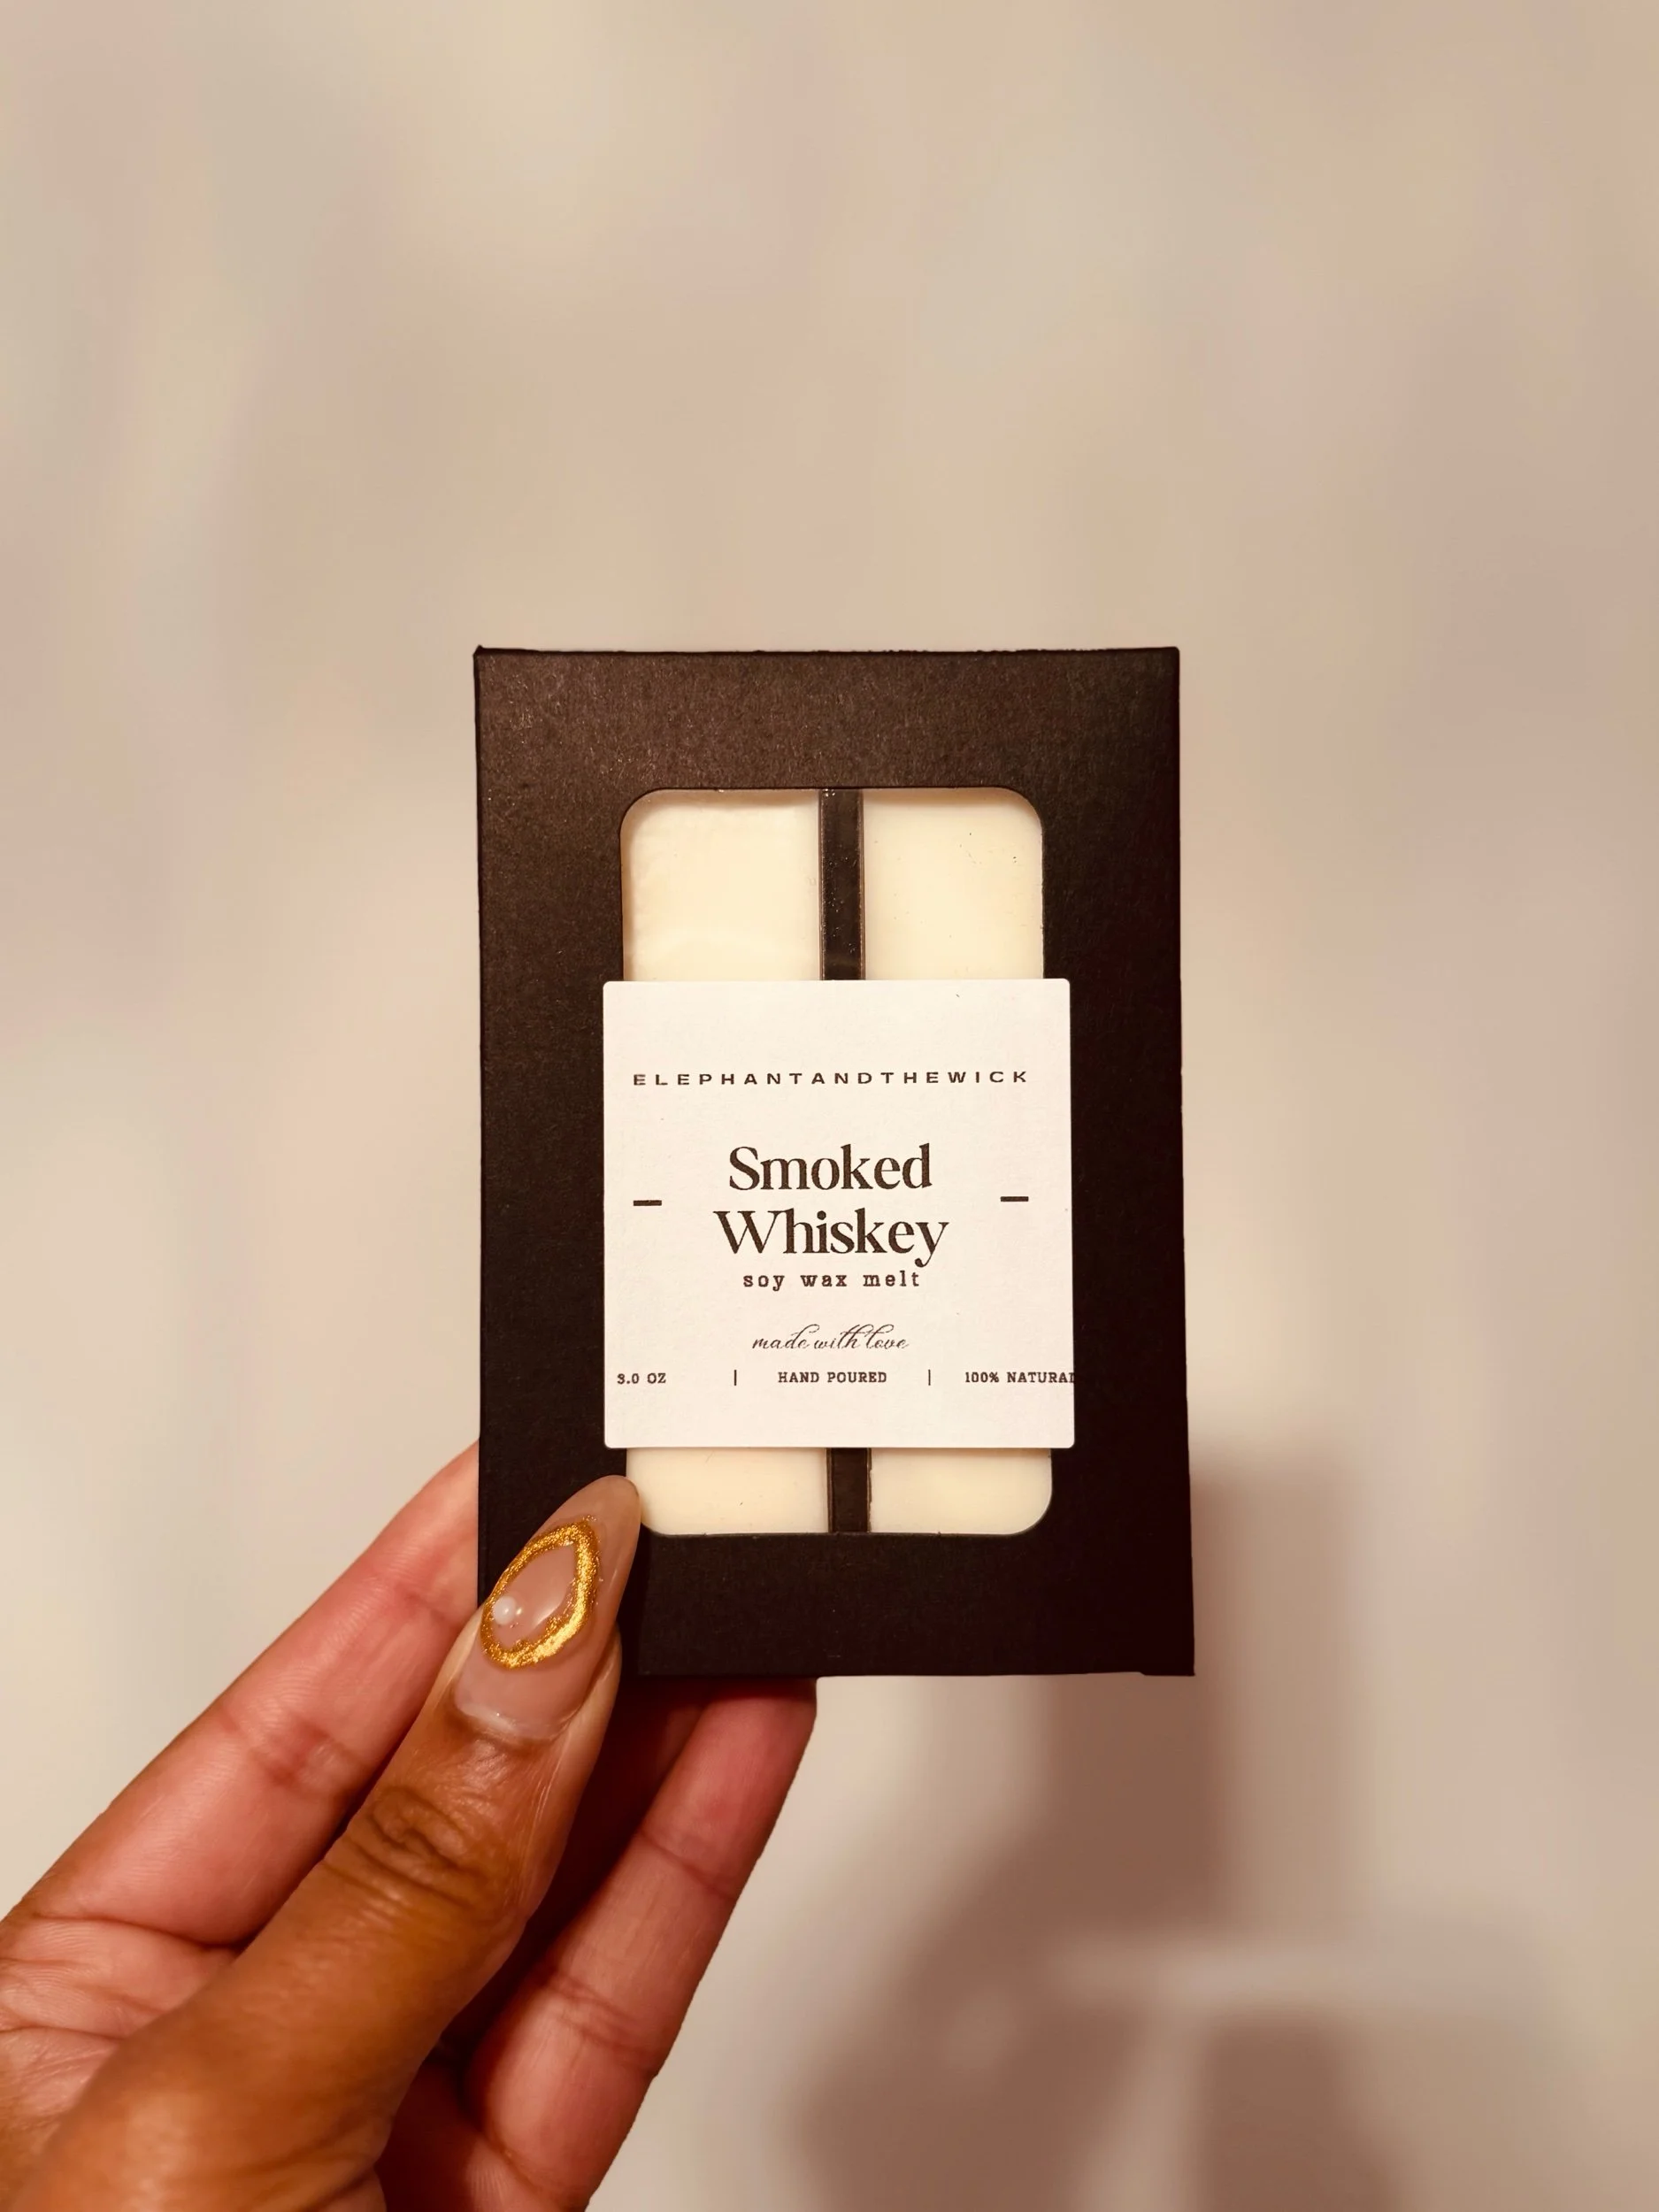 ELEPHANTANDTHEWICK
Smoked
Whiskey
soy wax melt
made with love
3.0 OZ | HAND POURED | 100% NATURAL